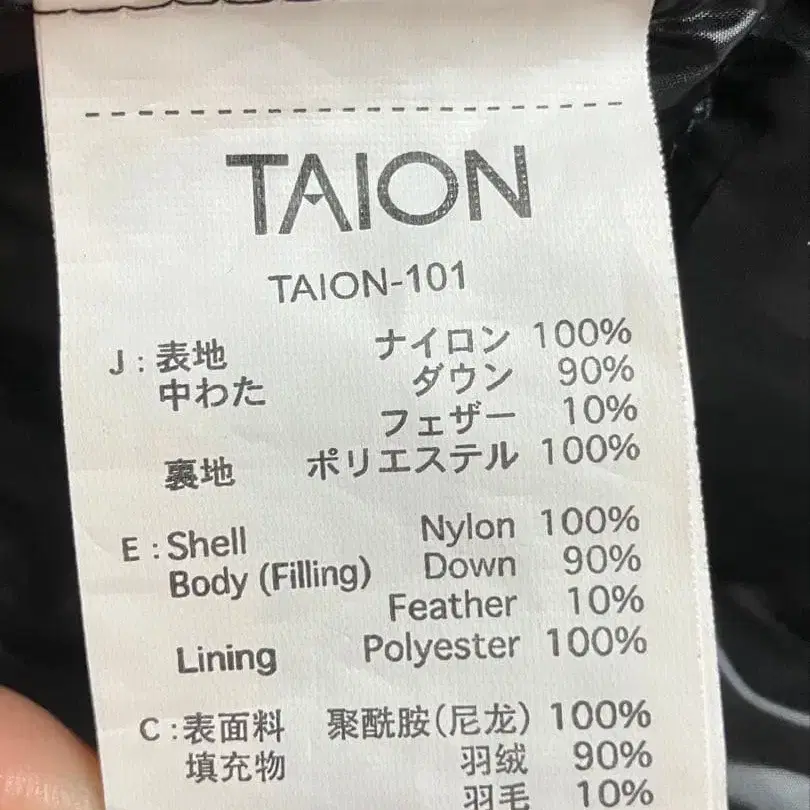 TAION
TAION-101
J : 表地 ナイロン 100%
中わた ダウン 90%
フェザー 10%
裏地 ポリエステル 100%
E : Shell Nylon 100%
Body (Filling) Down 90%
Feather 10%
Lining Polyester 100%
C : 表面料 聚酰胺(尼龙) 100%
填充物 羽绒 90%
羽毛 10%